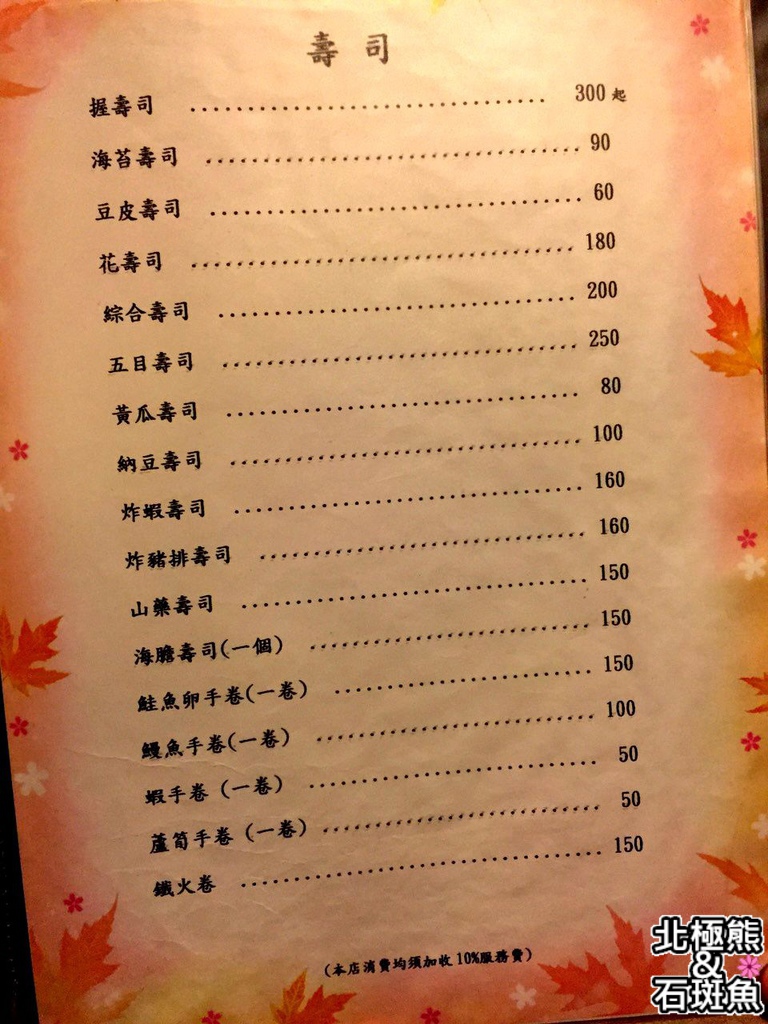 壽司
握壽司 300 起
海苔壽司 90
豆皮壽司 60
花壽司 180
綜合壽司 200
五目壽司 250
黃瓜壽司 80
納豆壽司 100
炸蝦壽司 160
炸豬排壽司 160
山藥壽司 150
海膽壽司(一個) 150
鮭魚卵手卷(一卷) 150
鰻魚手卷(一卷) 100
蝦手卷 (一卷) 50
蘆筍手卷 (一卷) 50
鐵火卷 150
(本店消費均須加收10%服務費)
北極熊
&
石斑魚